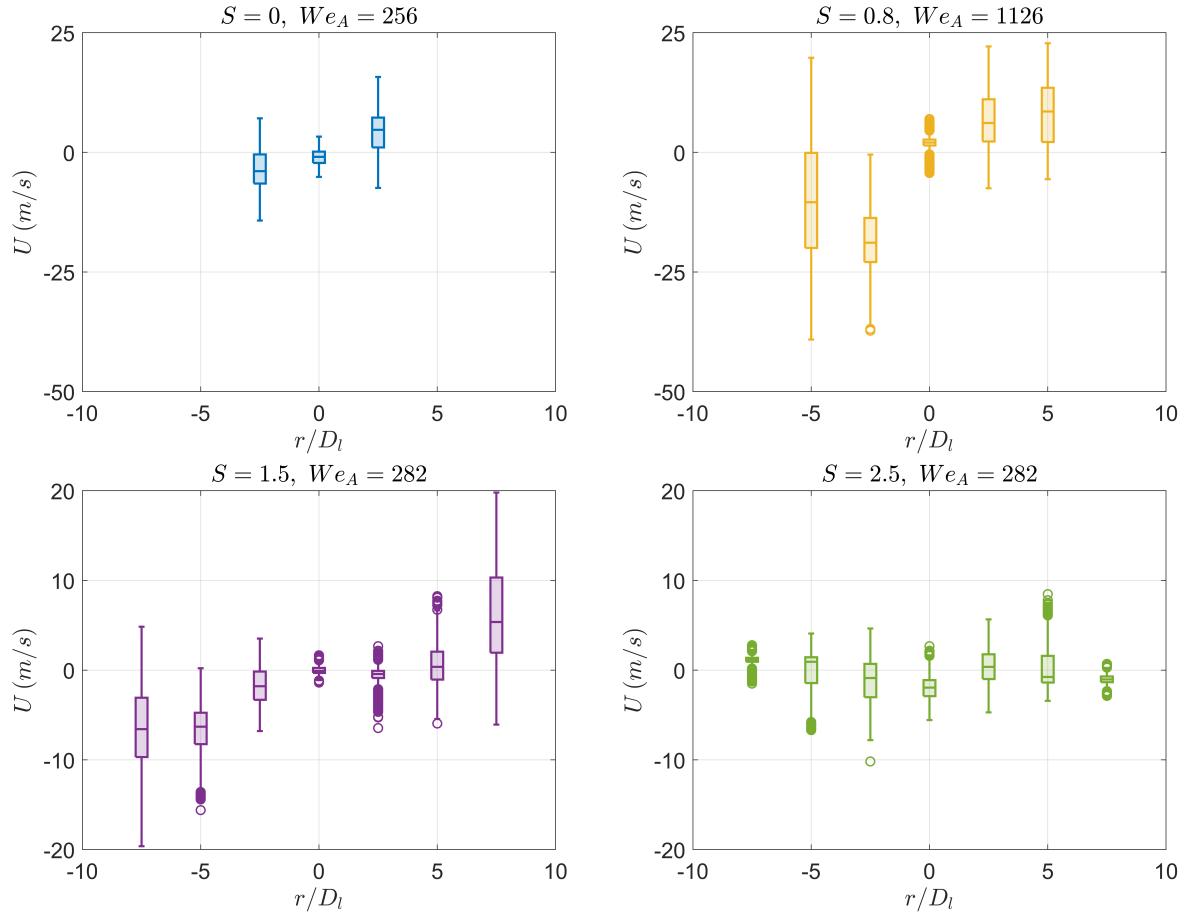 S = 0, We_A = 256
25
0
-25
-50
U (m/s)
-10 -5 0 5 10
r/D_l
S = 0.8, We_A = 1126
25
0
-25
-50
U (m/s)
-10 -5 0 5 10
r/D_l
S = 1.5, We_A = 282
20
10
0
-10
-20
U (m/s)
-10 -5 0 5 10
r/D_l
S = 2.5, We_A = 282
20
10
0
-10
-20
U (m/s)
-10 -5 0 5 10
r/D_l